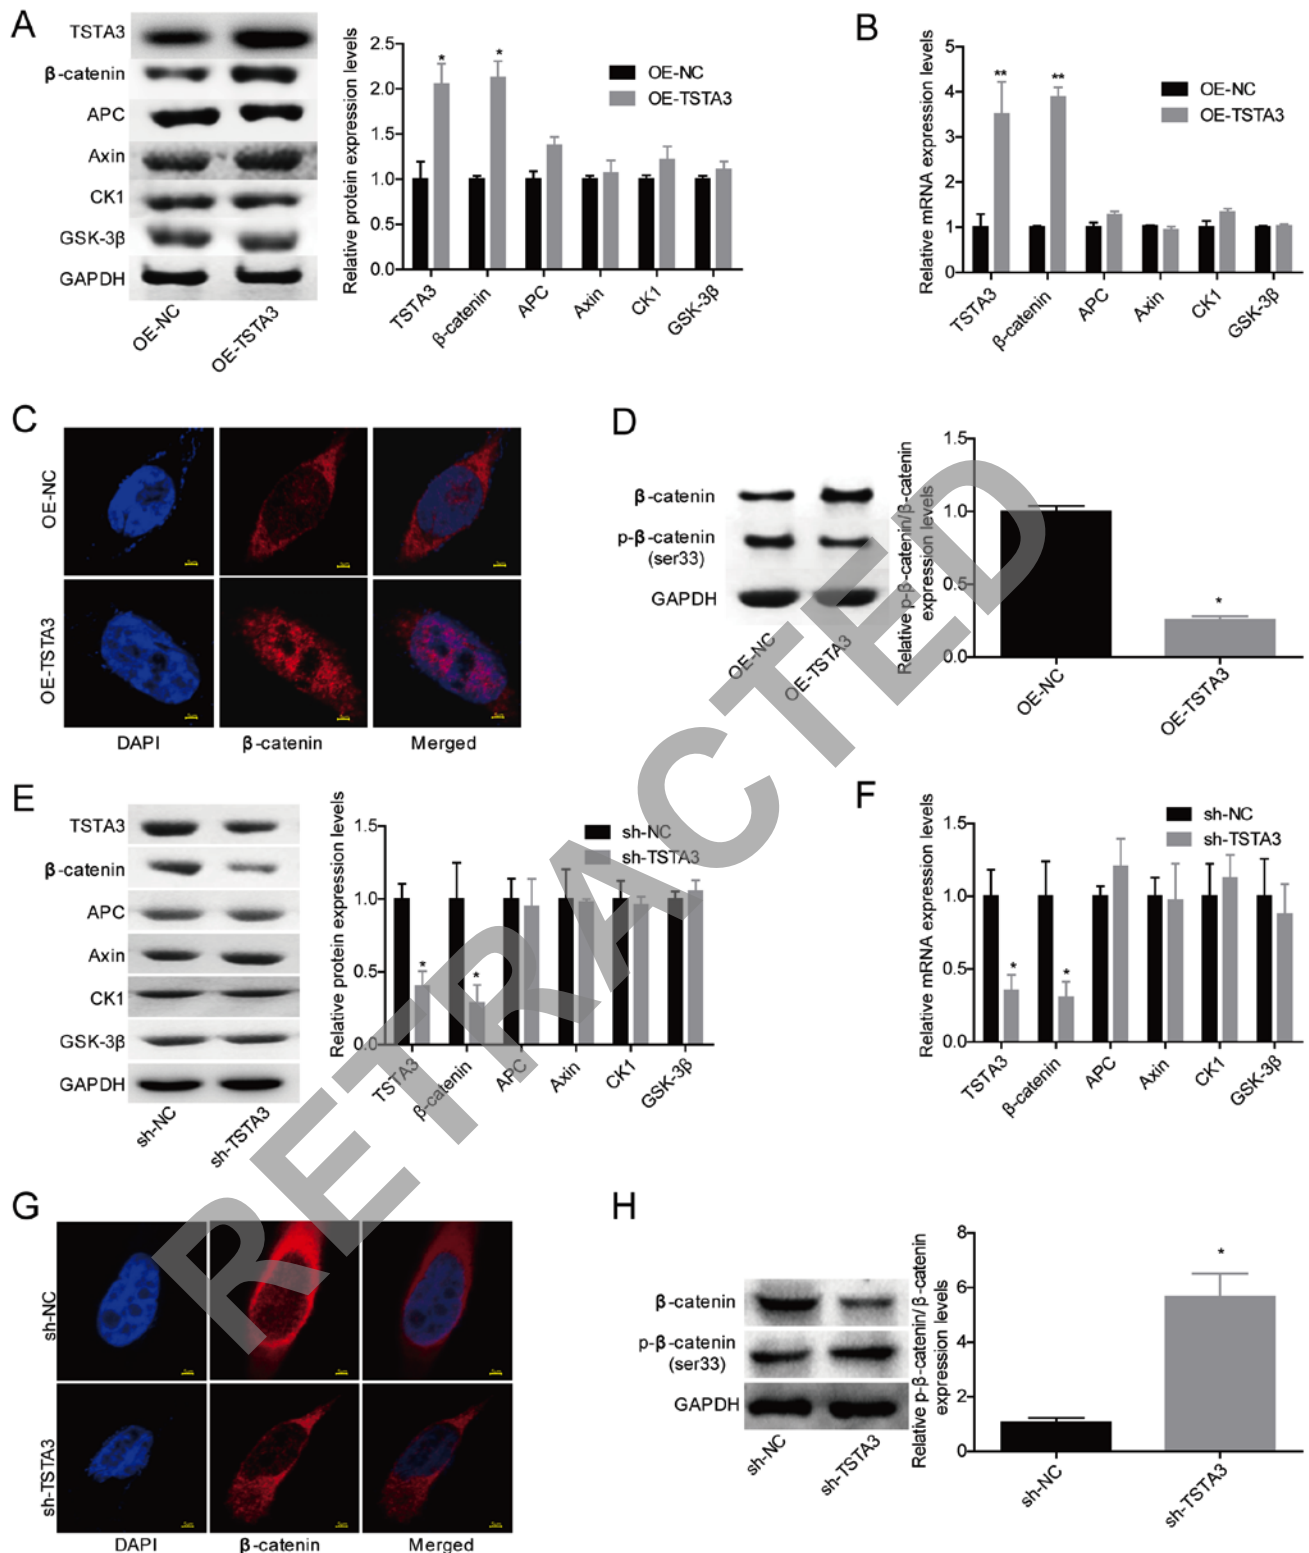 A
TSTA3
β-catenin
APC
Axin
CK1
GSK-3β
GAPDH
OE-NC
OE-TSTA3
Relative protein expression levels
2.5
2.0
1.5
1.0
0.5
0.0
*
*
OE-NC
OE-TSTA3
TSTA3
β-catenin
APC
Axin
CK1
GSK-3β
B
Relative mRNA expression levels
5
4
3
2
1
0
**
**
OE-NC
OE-TSTA3
TSTA3
β-catenin
APC
Axin
CK1
GSK-3β
C
OE-NC
OE-TSTA3
DAPI
β-catenin
Merged
D
β-catenin
p-β-catenin
(ser33)
GAPDH
OE-NC
OE-TSTA3
Relative p-β-catenin/β-catenin
expression levels
1.5
1.0
0.5
0.0
*
OE-NC
OE-TSTA3
E
TSTA3
β-catenin
APC
Axin
CK1
GSK-3β
GAPDH
sh-NC
sh-TSTA3
Relative protein expression levels
1.5
1.0
0.5
0.0
*
*
sh-NC
sh-TSTA3
TSTA3
β-catenin
APC
Axin
CK1
GSK-3β
F
Relative mRNA expression levels
1.5
1.0
0.5
0.0
*
*
sh-NC
sh-TSTA3
TSTA3
β-catenin
APC
Axin
CK1
GSK-3β
G
sh-NC
sh-TSTA3
DAPI
β-catenin
Merged
H
β-catenin
p-β-catenin
(ser33)
GAPDH
sh-NC
sh-TSTA3
Relative p-β-catenin/β-catenin
expression levels
8
6
4
2
0
*
sh-NC
sh-TSTA3
RETRACTED